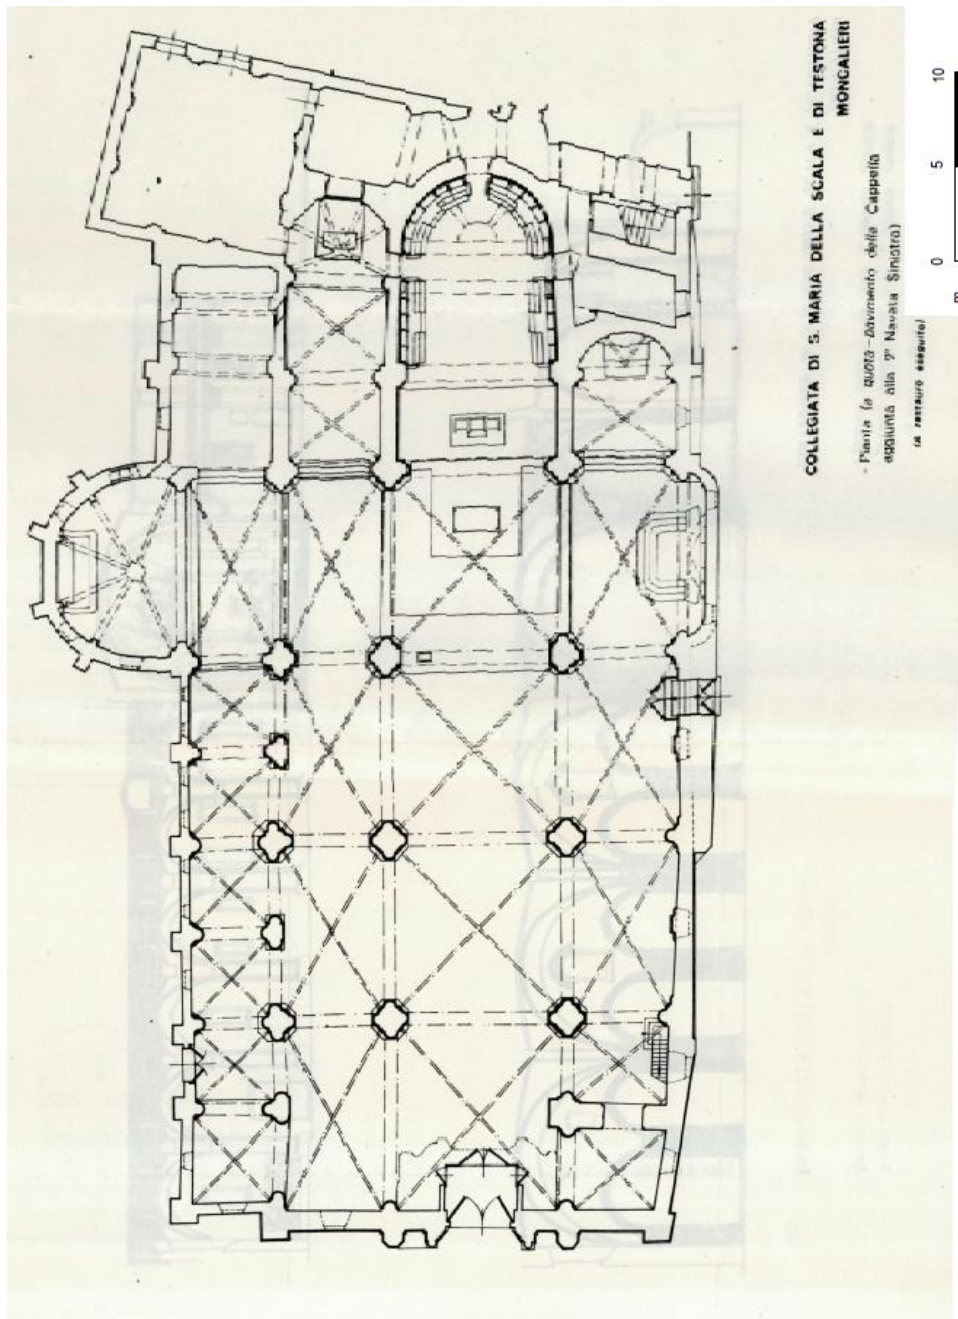 COLLEGIATA DI S. MARIA DELLA SCALA E DI TESTONA
MONCALIERI
- Pianta (a quota-pavimento della Cappella
aggiunta alla 2ª Navata Sinistra)
(A restauro eseguito)
0 5 10
m